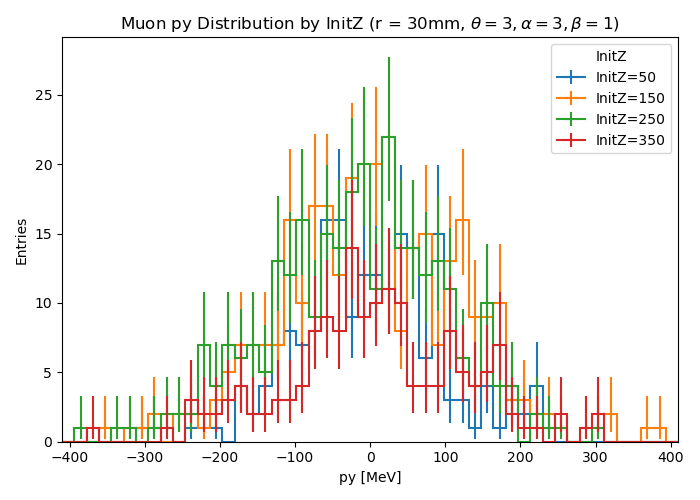 Muon py Distribution by InitZ (r = 30mm, θ = 3, α = 3, β = 1)
InitZ
InitZ=50
InitZ=150
InitZ=250
InitZ=350
Entries
25
20
15
10
5
0
−400 −300 −200 −100 0 100 200 300 400
py [MeV]